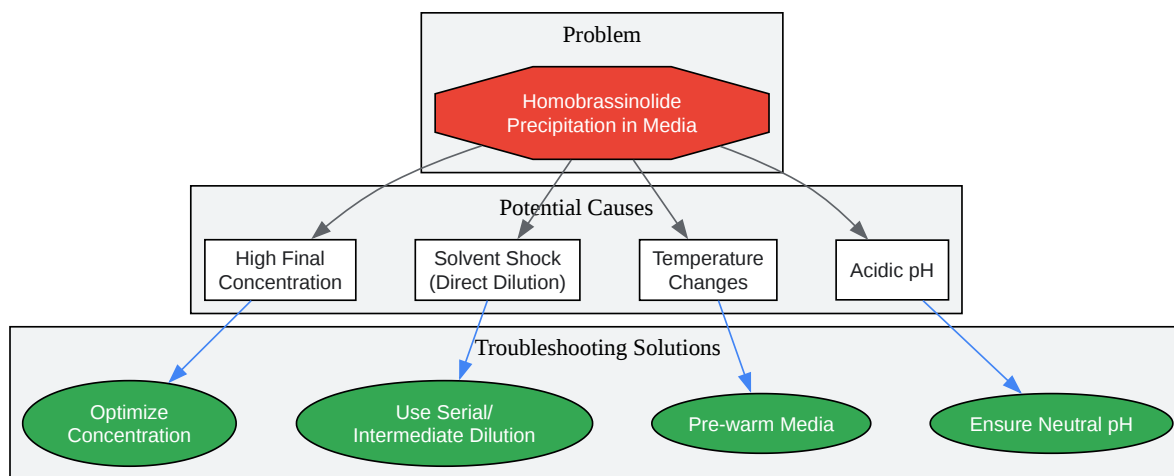 Problem
Homobrassinolide
Precipitation in Media
Potential Causes
High Final
Concentration
Solvent Shock
(Direct Dilution)
Temperature
Changes
Acidic pH
Troubleshooting Solutions
Optimize
Concentration
Use Serial/
Intermediate Dilution
Pre-warm Media
Ensure Neutral pH